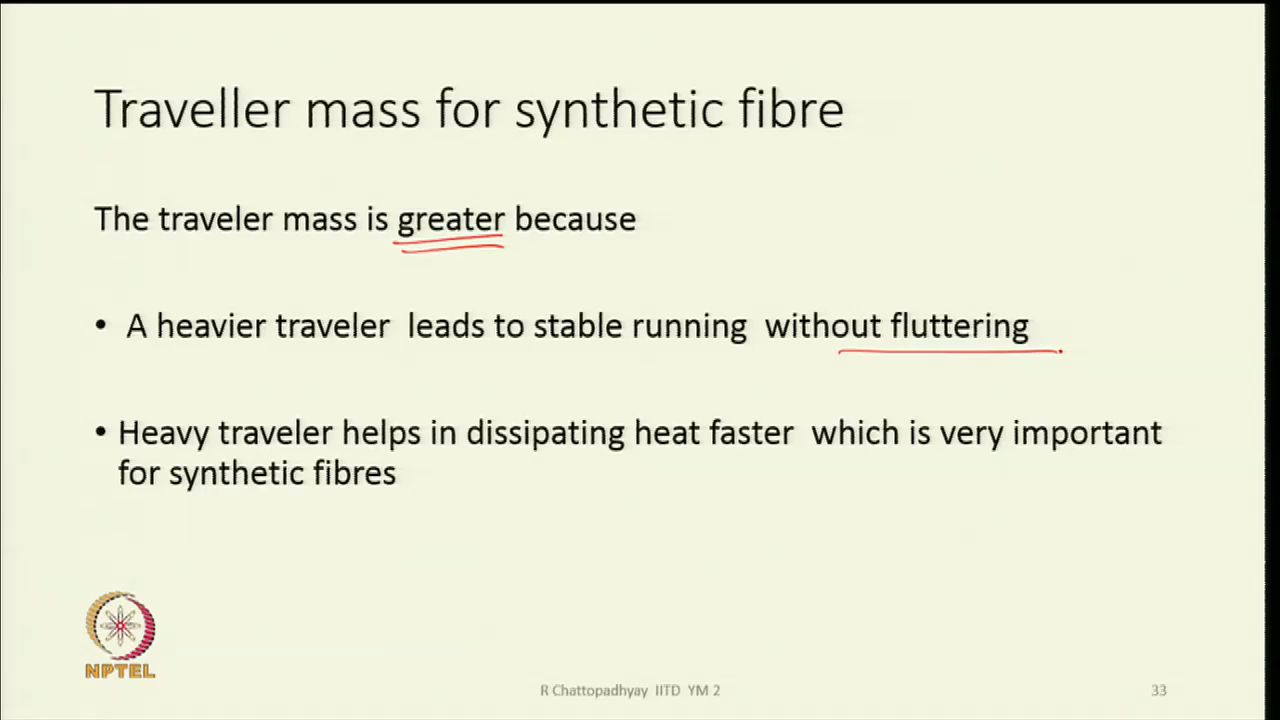 Traveller mass for synthetic fibre
The traveler mass is greater because
• A heavier traveler leads to stable running without fluttering
• Heavy traveler helps in dissipating heat faster which is very important
for synthetic fibres
NPTEL
R Chattopadhyay IITD YM 2
33